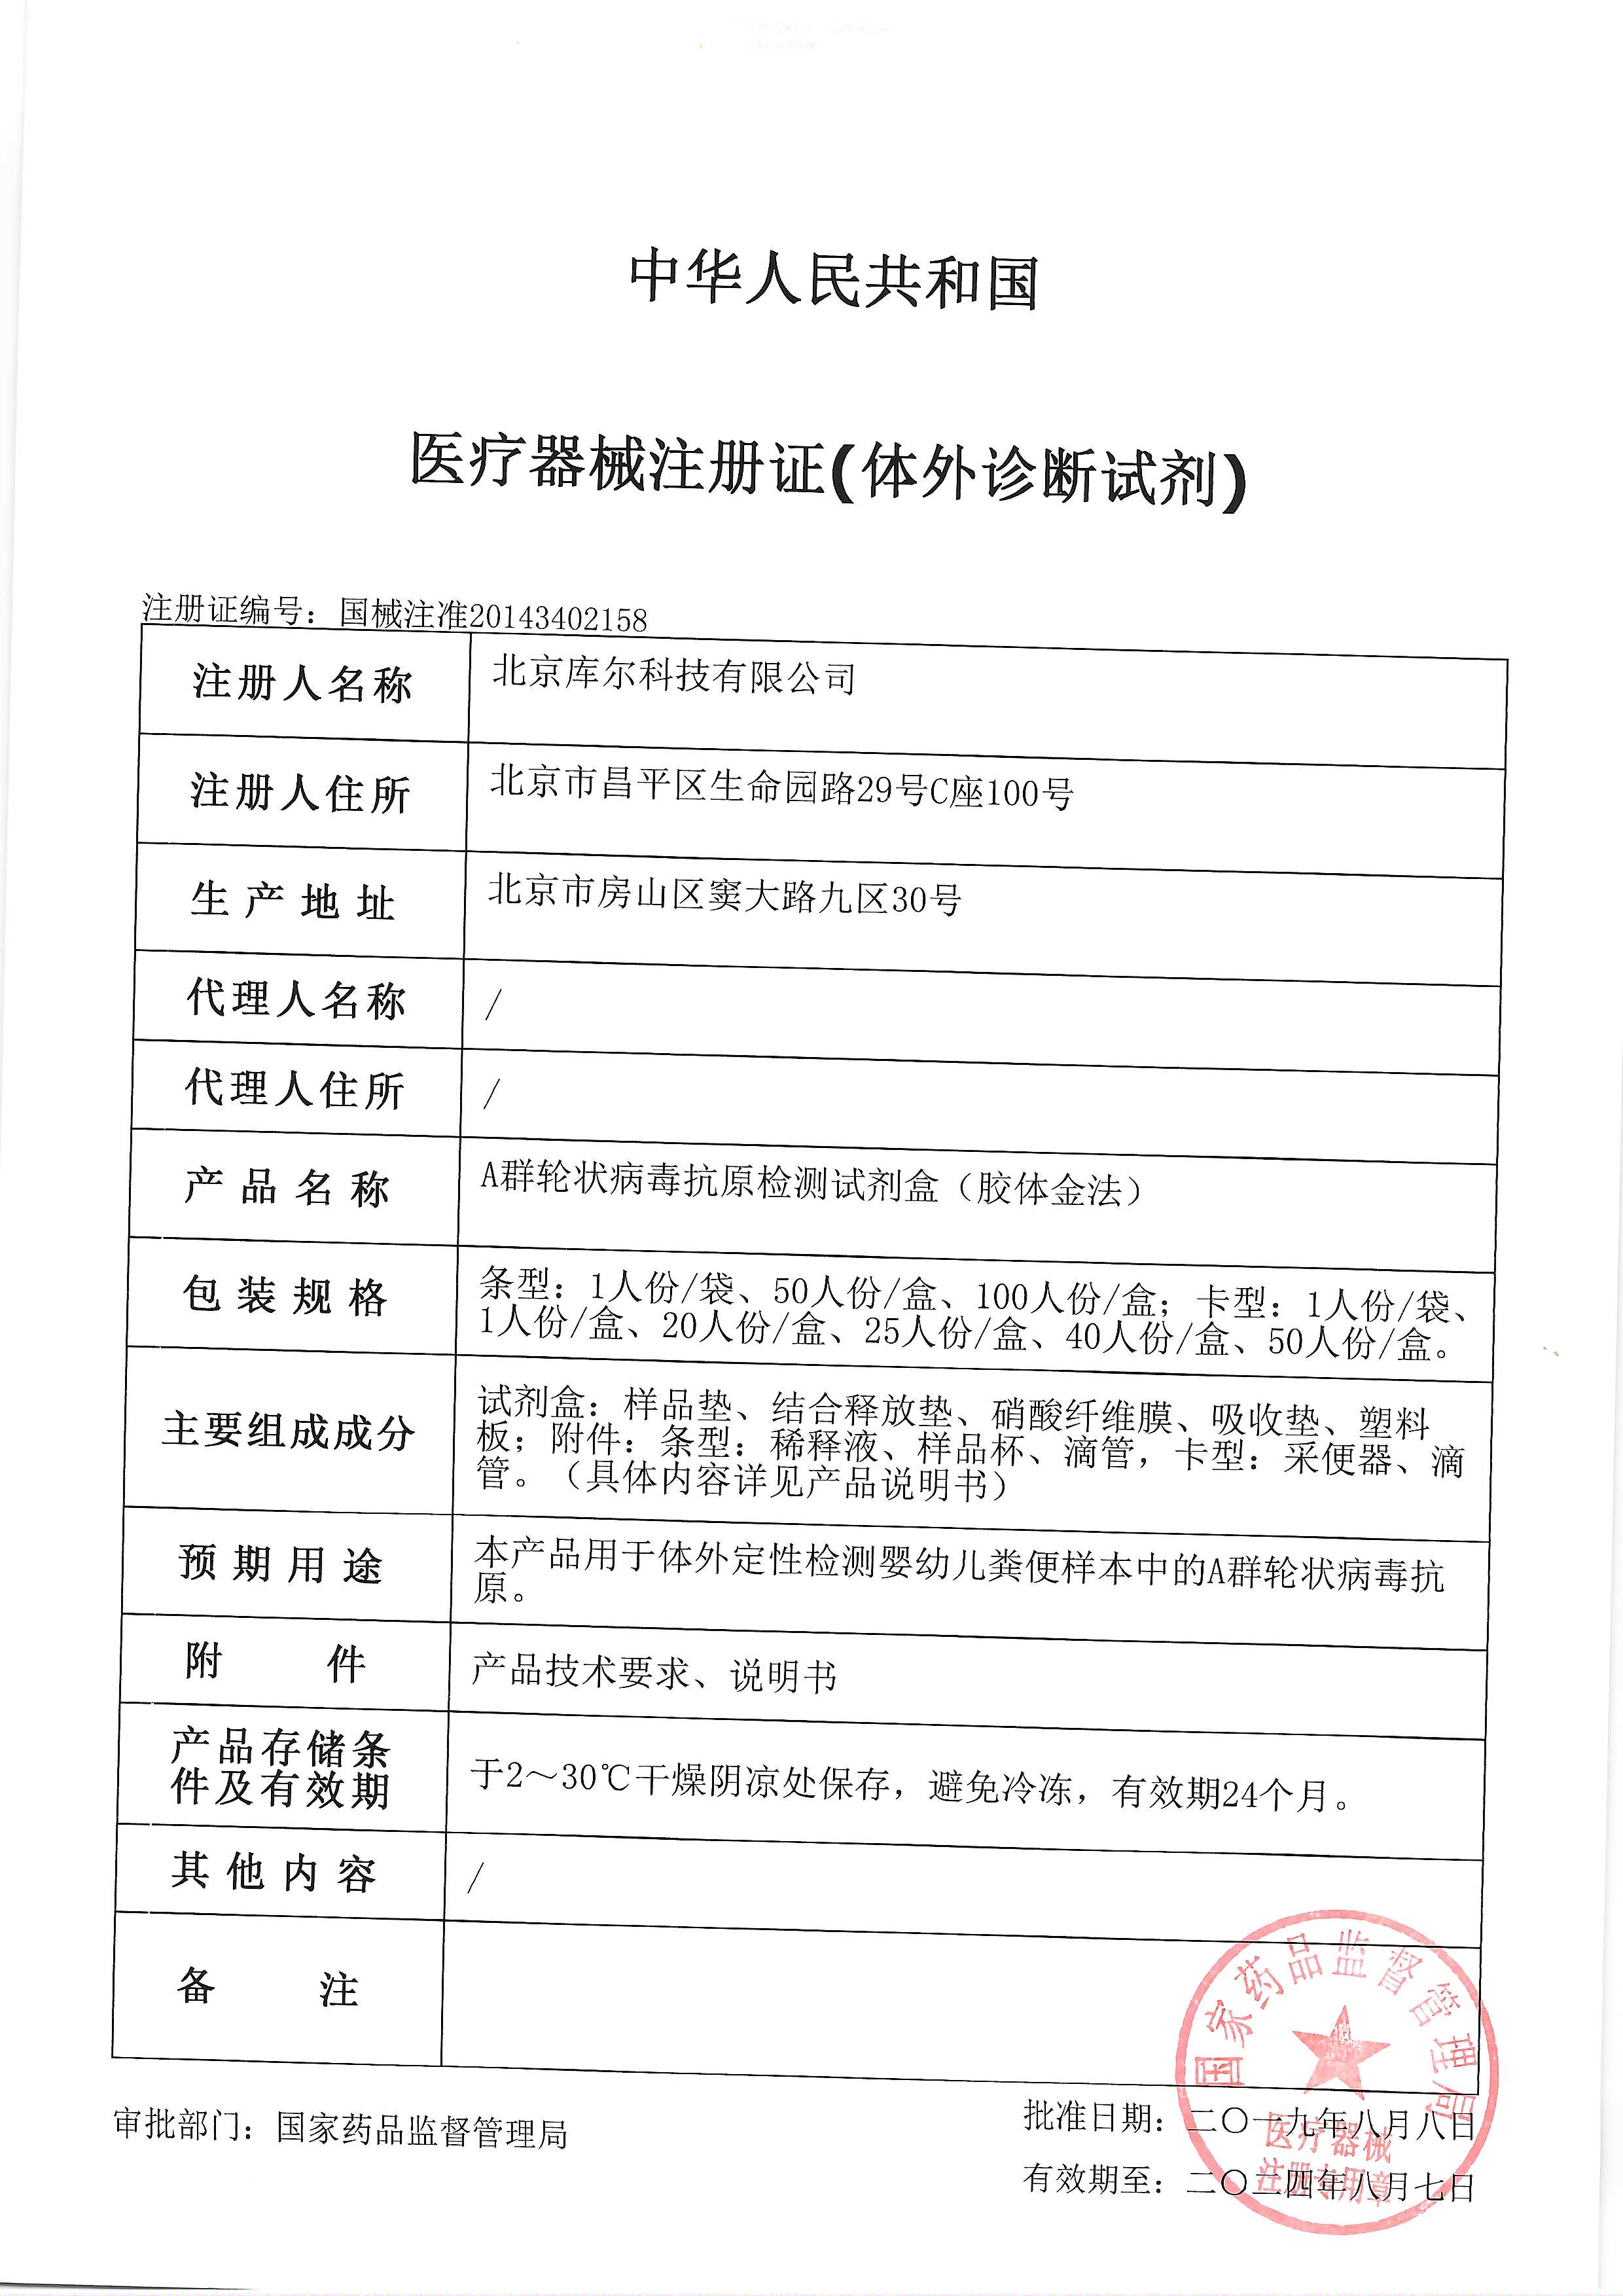 中华人民共和国
医疗器械注册证(体外诊断试剂)
注册证编号：国械注准20143402158
注册人名称
北京库尔科技有限公司
注册人住所
北京市昌平区生命园路29号C座100号
生产地址
北京市房山区窦大路九区30号
代理人名称
/
代理人住所
/
产品名称
A群轮状病毒抗原检测试剂盒（胶体金法）
包装规格
条型：1人份/袋、50人份/盒、100人份/盒；卡型：1人份/袋、
1人份/盒、20人份/盒、25人份/盒、40人份/盒、50人份/盒。
主要组成成分
试剂盒：样品垫、结合释放垫、硝酸纤维膜、吸收垫、塑料
板；附件：条型：稀释液、样品杯、滴管，卡型：采便器、滴
管。（具体内容详见产品说明书）
预期用途
本产品用于体外定性检测婴幼儿粪便样本中的A群轮状病毒抗
原。
附件
产品技术要求、说明书
产品存储条
件及有效期
于2～30℃干燥阴凉处保存，避免冷冻，有效期24个月。
其他内容
/
备注
审批部门：国家药品监督管理局
批准日期：二〇一九年八月八日
有效期至：二〇二四年八月七日
国家药品监督管理局
医疗器械
注册专用章